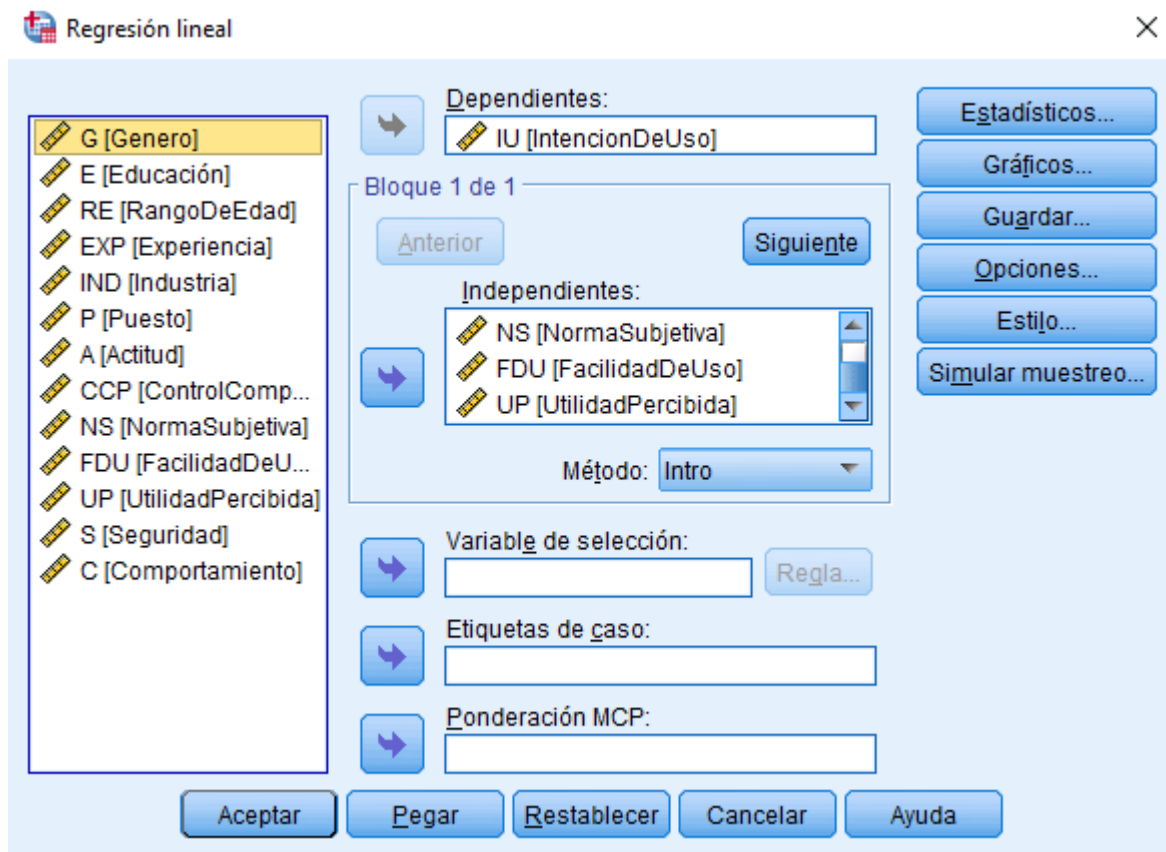 Regresión lineal
G [Genero]
E [Educación]
RE [RangoDeEdad]
EXP [Experiencia]
IND [Industria]
P [Puesto]
A [Actitud]
CCP [ControlComp...
NS [NormaSubjetiva]
FDU [FacilidadDeU...
UP [UtilidadPercibida]
S [Seguridad]
C [Comportamiento]
Dependientes:
IU [IntencionDeUso]
Bloque 1 de 1
Anterior
Siguiente
Independientes:
NS [NormaSubjetiva]
FDU [FacilidadDeUso]
UP [UtilidadPercibida]
Método: Intro
Variable de selección:
Regla...
Etiquetas de caso:
Ponderación MCP:
Estadísticos...
Gráficos...
Guardar...
Opciones...
Estilo...
Simular muestreo...
Aceptar
Pegar
Restablecer
Cancelar
Ayuda